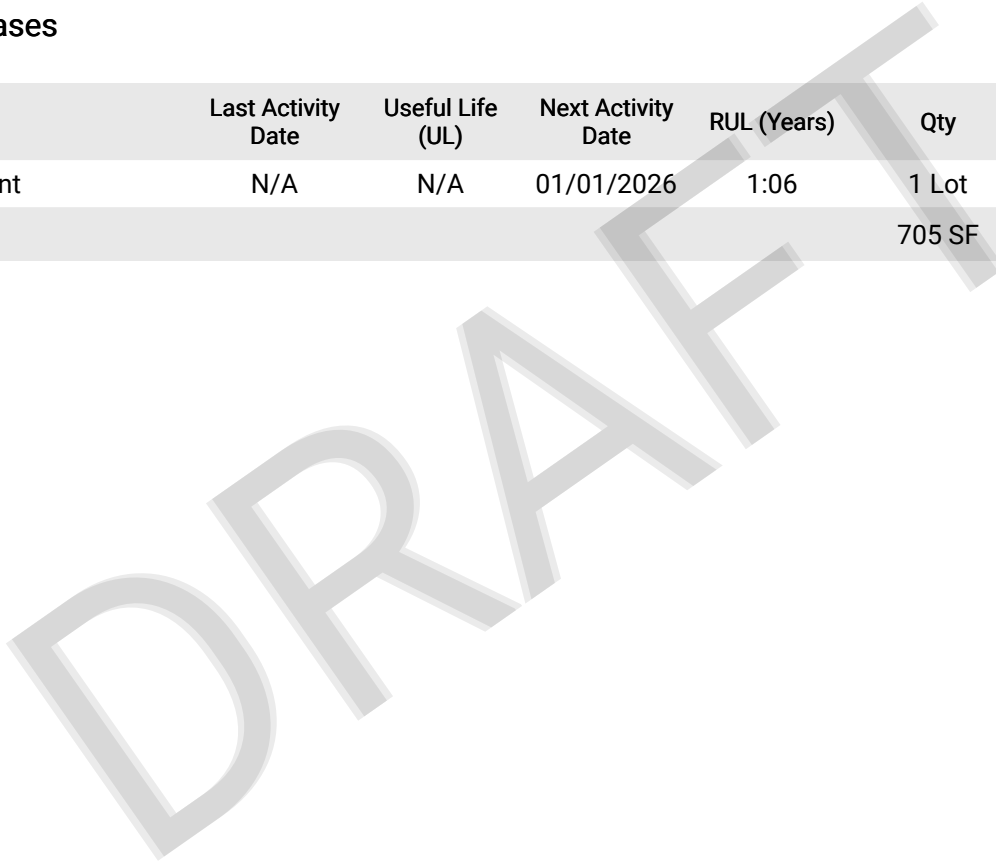 ases
Last Activity Date Useful Life (UL) Next Activity Date RUL (Years) Qty
nt N/A N/A 01/01/2026 1:06 1 Lot
705 SF
DRAFT